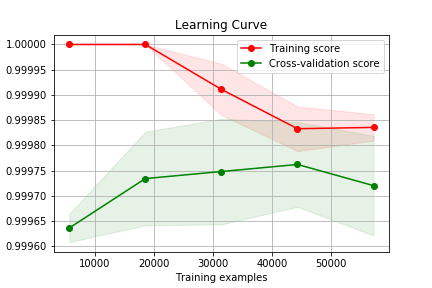 Learning Curve
1.00000
0.99995
0.99990
0.99985
0.99980
0.99975
0.99970
0.99965
0.99960
Training score
Cross-validation score
10000 20000 30000 40000 50000
Training examples